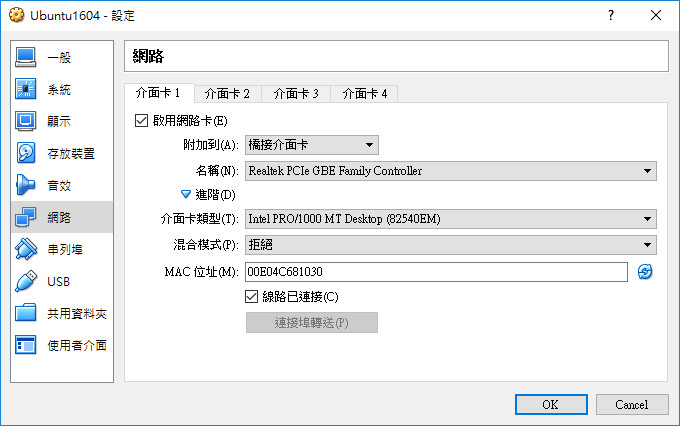 Ubuntu1604 - 設定
一般
系統
顯示
存放裝置
音效
網路
串列埠
USB
共用資料夾
使用者介面
網路
介面卡 1 介面卡 2 介面卡 3 介面卡 4
啟用網路卡(E)
附加到(A): 橋接介面卡
名稱(N): Realtek PCIe GBE Family Controller
進階(D)
介面卡類型(T): Intel PRO/1000 MT Desktop (82540EM)
混合模式(P): 拒絕
MAC 位址(M): 00E04C681030
線路已連接(C)
連接埠轉送(P)
OK Cancel